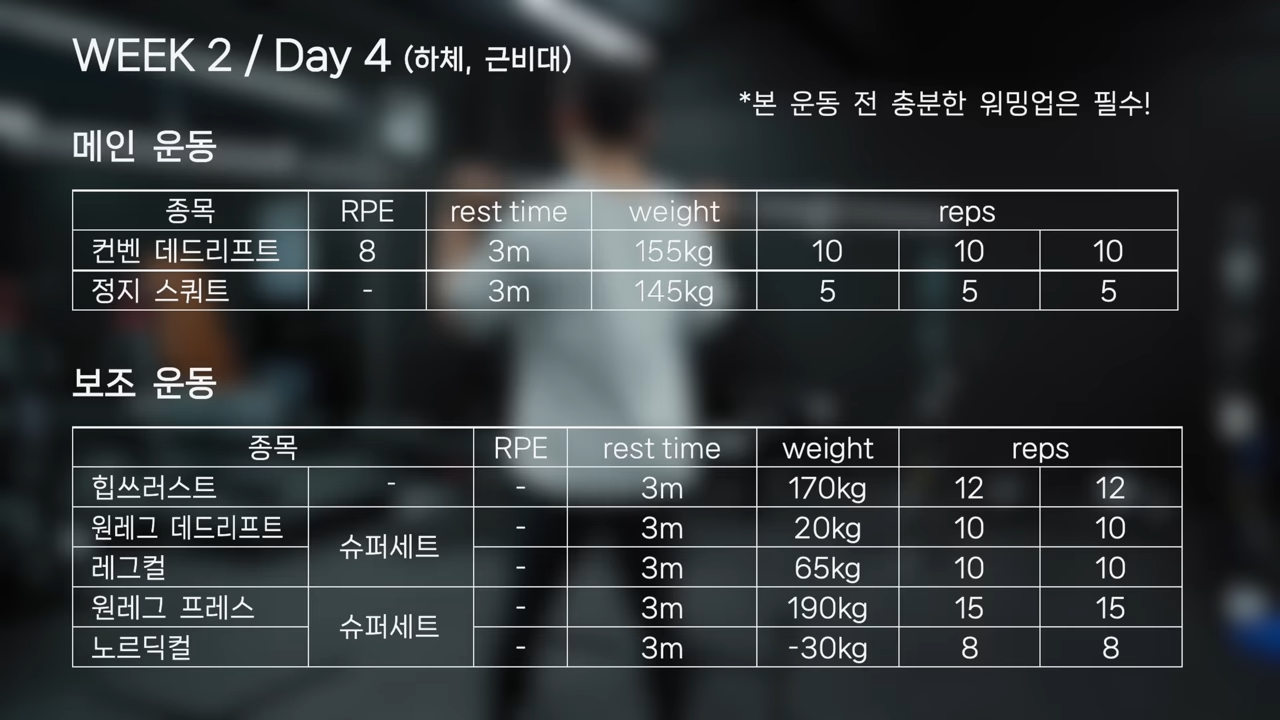 WEEK 2 / Day 4 (하체, 근비대)
*본 운동 전 충분한 워밍업은 필수!
메인 운동
종목 RPE rest time weight reps
컨벤 데드리프트 8 3m 155kg 10 10 10
정지 스쿼트 - 3m 145kg 5 5 5
보조 운동
종목 RPE rest time weight reps
힙쓰러스트 - - 3m 170kg 12 12
원레그 데드리프트 슈퍼세트 - 3m 20kg 10 10
레그컬 - 3m 65kg 10 10
원레그 프레스 슈퍼세트 - 3m 190kg 15 15
노르딕컬 - 3m -30kg 8 8